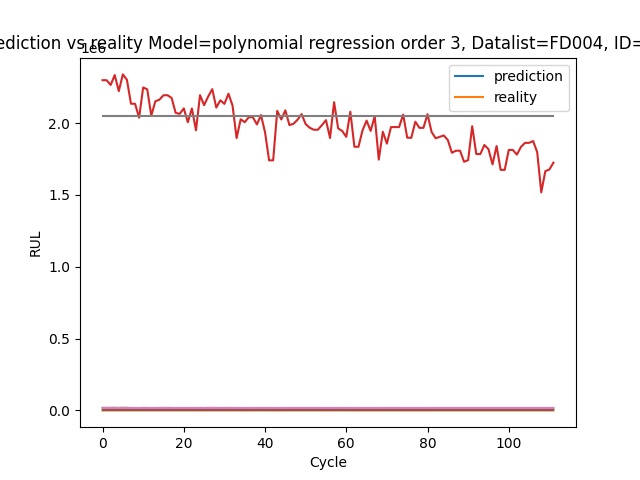 ediction vs reality Model=polynomial regression order 3, Datalist=FD004, ID=
1e6
prediction
reality
2.0
1.5
1.0
0.5
0.0
RUL
0 20 40 60 80 100
Cycle